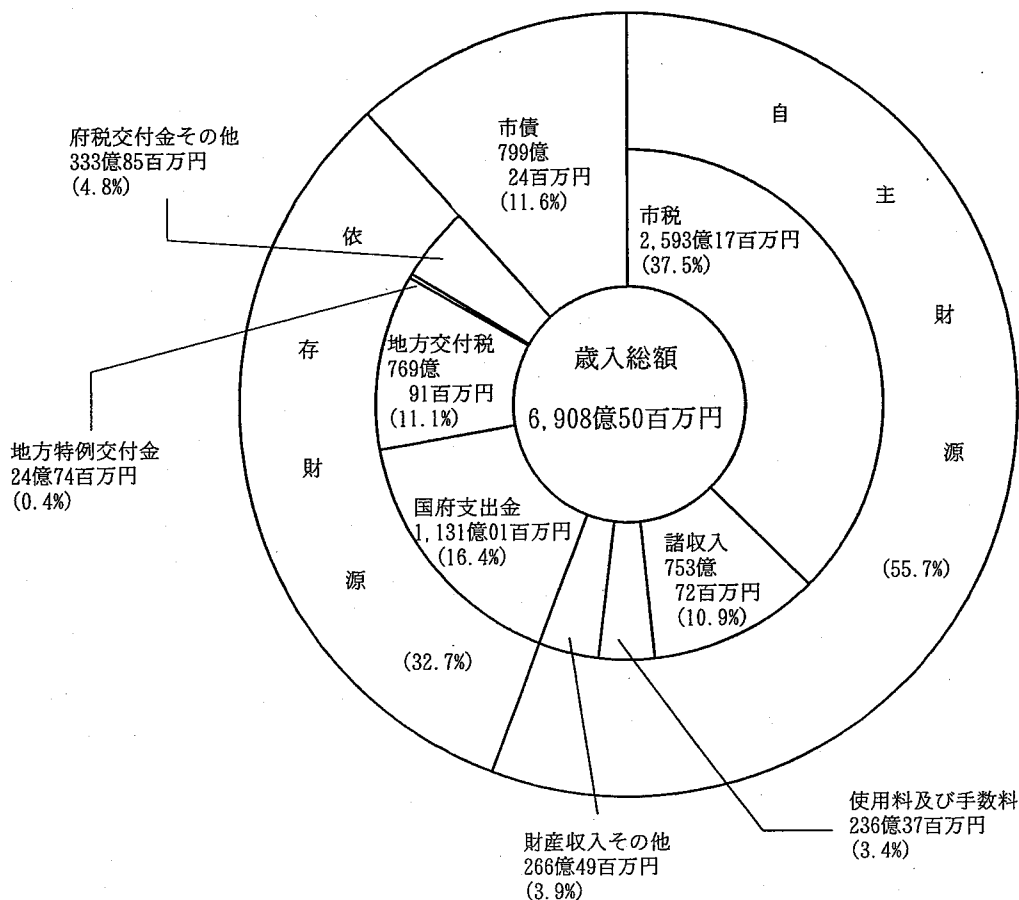 歳入総額
6,908億50百万円
自
主
財
源
(55.7%)
市税
2,593億17百万円
(37.5%)
諸収入
753億
72百万円
(10.9%)
使用料及び手数料
236億37百万円
(3.4%)
財産収入その他
266億49百万円
(3.9%)
依
存
財
源
(32.7%)
国府支出金
1,131億01百万円
(16.4%)
地方交付税
769億
91百万円
(11.1%)
地方特例交付金
24億74百万円
(0.4%)
府税交付金その他
333億85百万円
(4.8%)
市債
799億
24百万円
(11.6%)